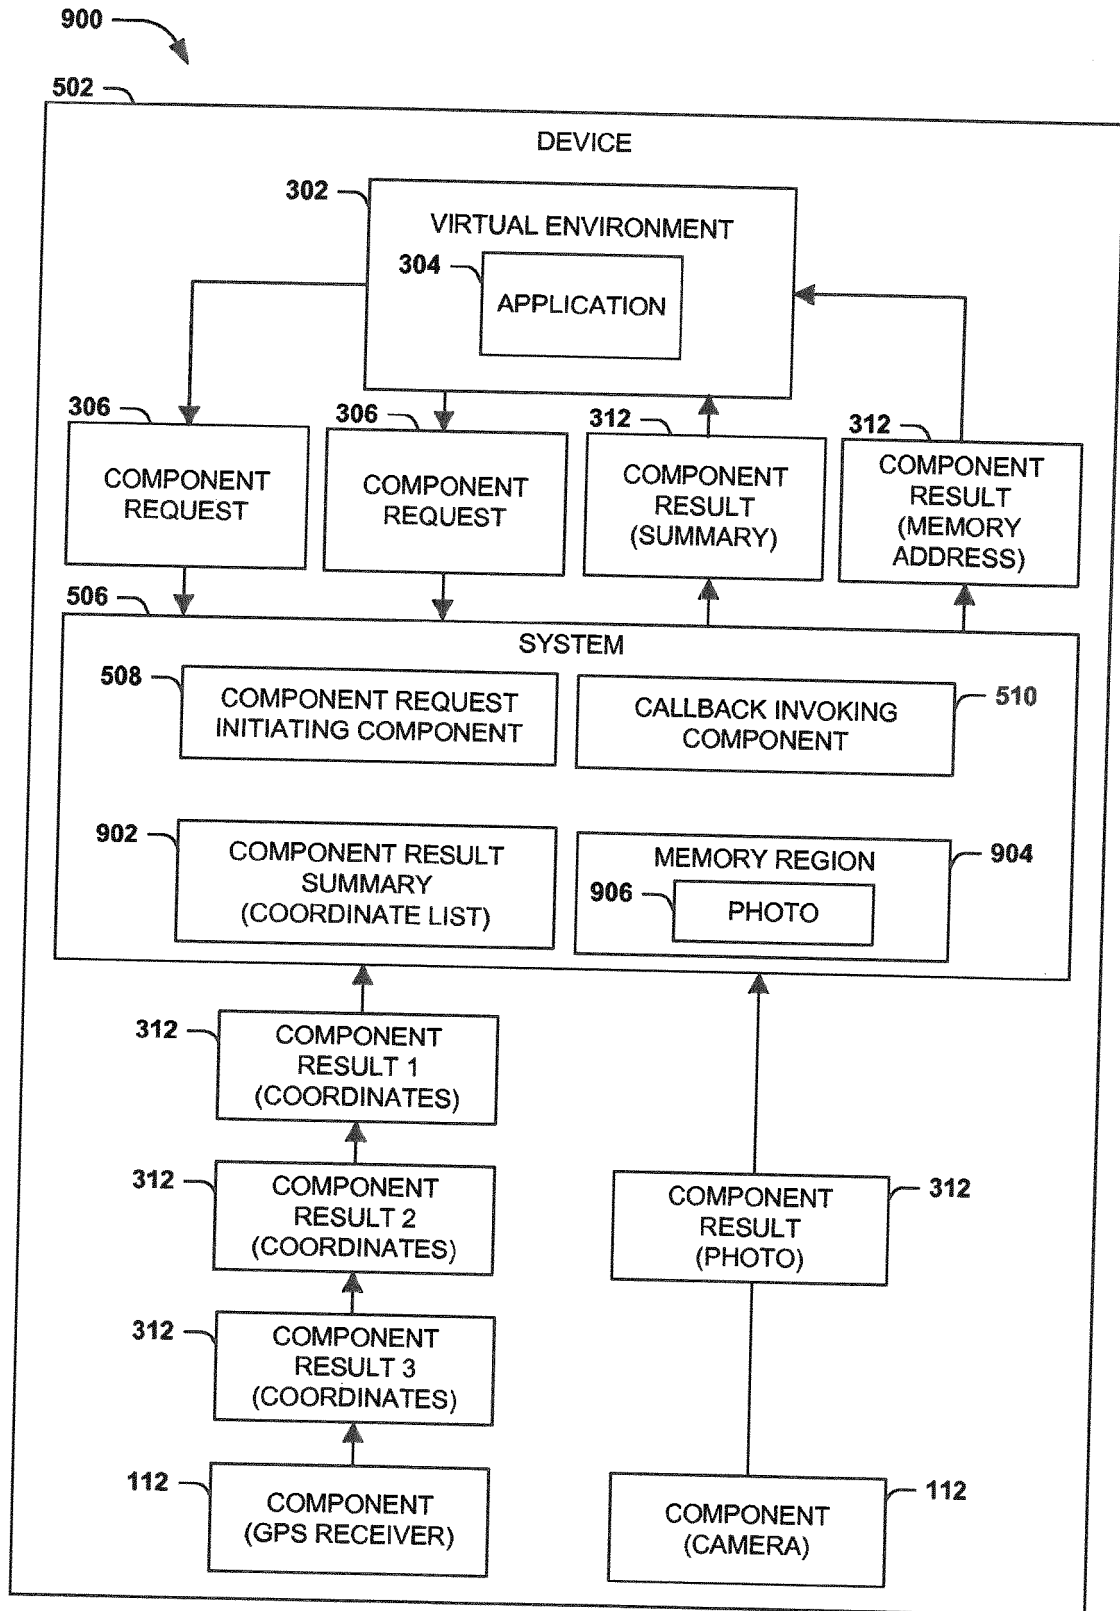 900
502
DEVICE
302
VIRTUAL ENVIRONMENT
304
APPLICATION
306
COMPONENT
REQUEST
306
COMPONENT
REQUEST
312
COMPONENT
RESULT
(SUMMARY)
312
COMPONENT
RESULT
(MEMORY
ADDRESS)
506
SYSTEM
508
COMPONENT REQUEST
INITIATING COMPONENT
CALLBACK INVOKING
COMPONENT
510
902
COMPONENT RESULT
SUMMARY
(COORDINATE LIST)
MEMORY REGION
904
906
PHOTO
312
COMPONENT
RESULT 1
(COORDINATES)
312
COMPONENT
RESULT 2
(COORDINATES)
COMPONENT
RESULT
(PHOTO)
312
312
COMPONENT
RESULT 3
(COORDINATES)
112
COMPONENT
(GPS RECEIVER)
COMPONENT
(CAMERA)
112